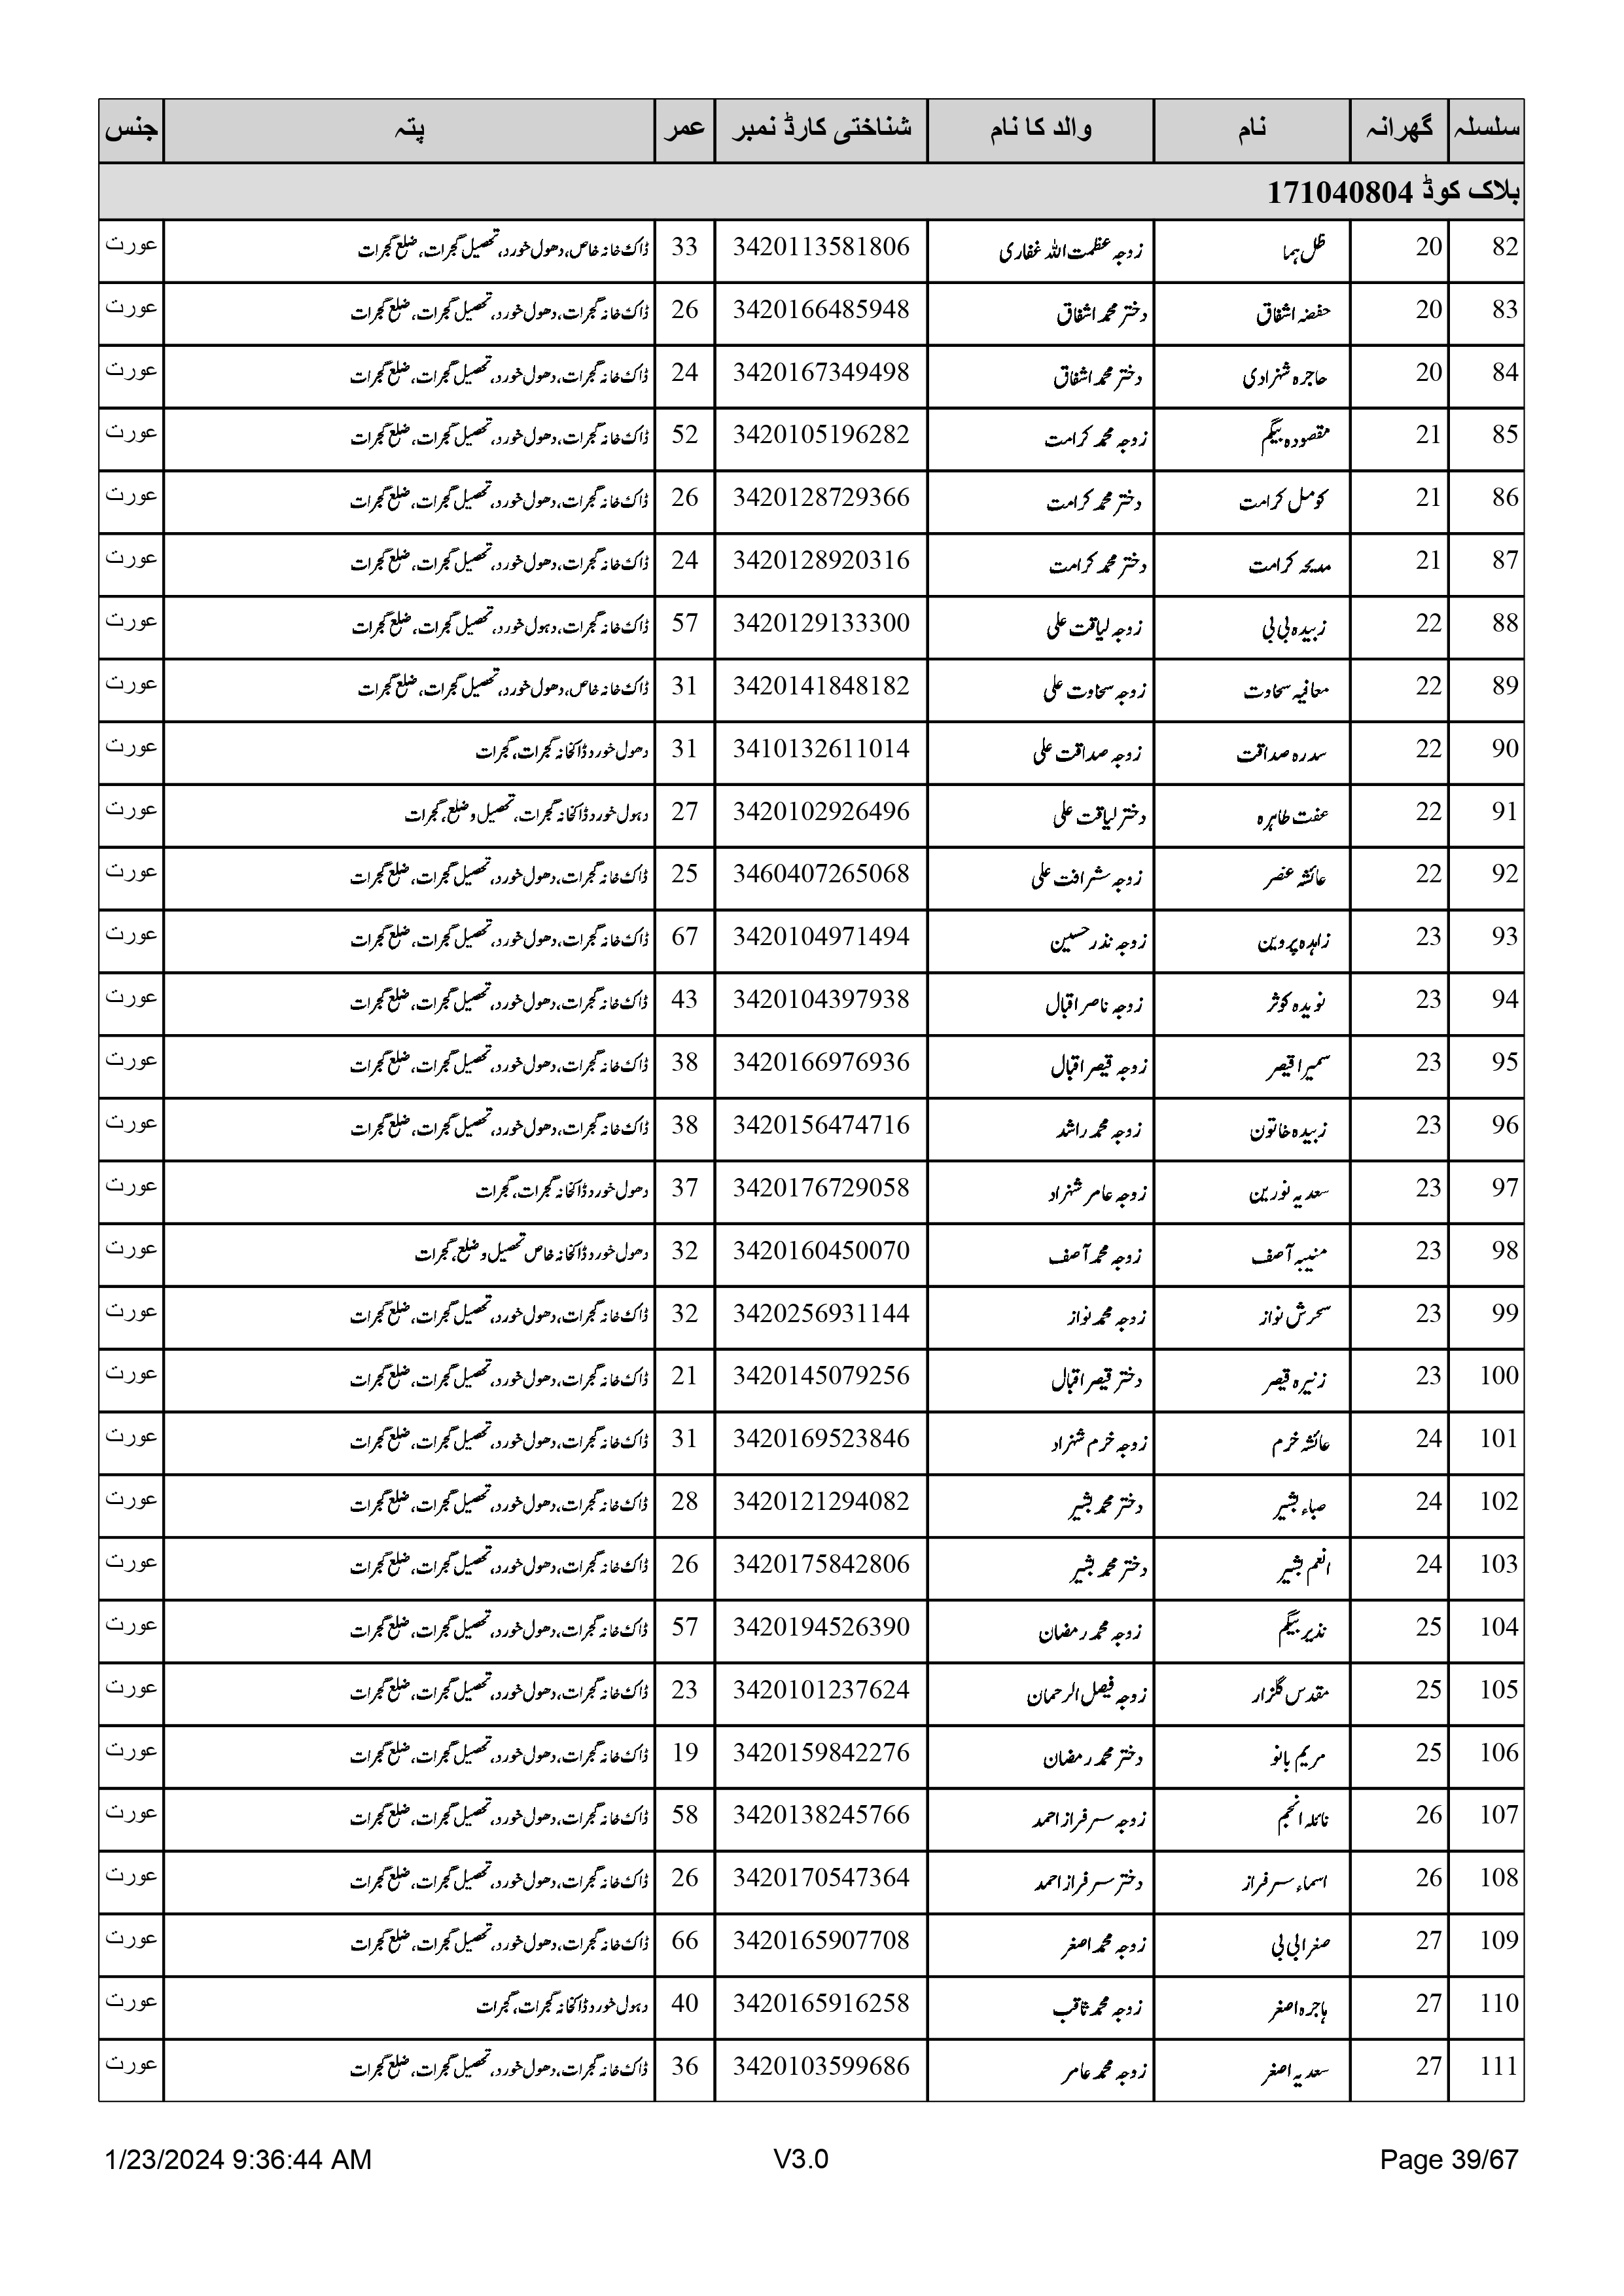 سلسلہ گھرانہ نام والد کا نام شناختی کارڈ نمبر عمر پتہ جنس
بلاک کوڈ 171040804
82 20 ظل ہما زوجہ عظمت اللہ غفاری 3420113581806 33 ڈاک خانہ خاص، دھول خورد، تحصیل گجرات، ضلع گجرات عورت
83 20 حفضہ اشفاق دختر محمد اشفاق 3420166485948 26 ڈاک خانہ گجرات، دھول خورد، تحصیل گجرات، ضلع گجرات عورت
84 20 حاجرہ شہزادی دختر محمد اشفاق 3420167349498 24 ڈاک خانہ گجرات، دھول خورد، تحصیل گجرات، ضلع گجرات عورت
85 21 مقصودہ بیگم زوجہ محمد کرامت 3420105196282 52 ڈاک خانہ گجرات، دھول خورد، تحصیل گجرات، ضلع گجرات عورت
86 21 کومل کرامت دختر محمد کرامت 3420128729366 26 ڈاک خانہ گجرات، دھول خورد، تحصیل گجرات، ضلع گجرات عورت
87 21 مدیحہ کرامت دختر محمد کرامت 3420128920316 24 ڈاک خانہ گجرات، دھول خورد، تحصیل گجرات، ضلع گجرات عورت
88 22 زبیدہ بی بی زوجہ لیاقت علی 3420129133300 57 ڈاک خانہ گجرات، دہول خورد، تحصیل گجرات، ضلع گجرات عورت
89 22 معافیہ سخاوت زوجہ سخاوت علی 3420141848182 31 ڈاک خانہ خاص، دھول خورد، تحصیل گجرات، ضلع گجرات عورت
90 22 سدرہ صداقت زوجہ صداقت علی 3410132611014 31 دھول خورد ڈاکخانہ گجرات، گجرات عورت
91 22 عفت طاہرہ دختر لیاقت علی 3420102926496 27 دہول خورد ڈاکخانہ گجرات، تحصیل و ضلع، گجرات عورت
92 22 عائشہ عنصر زوجہ شرافت علی 3460407265068 25 ڈاک خانہ گجرات، دھول خورد، تحصیل گجرات، ضلع گجرات عورت
93 23 زاہدہ پروین زوجہ نذر حسین 3420104971494 67 ڈاک خانہ گجرات، دھول خورد، تحصیل گجرات، ضلع گجرات عورت
94 23 نویدہ کوثر زوجہ ناصر اقبال 3420104397938 43 ڈاک خانہ گجرات، دھول خورد، تحصیل گجرات، ضلع گجرات عورت
95 23 سمیرا قیصر زوجہ قیصر اقبال 3420166976936 38 ڈاک خانہ گجرات، دھول خورد، تحصیل گجرات، ضلع گجرات عورت
96 23 زبیدہ خاتون زوجہ محمد راشد 3420156474716 38 ڈاک خانہ گجرات، دھول خورد، تحصیل گجرات، ضلع گجرات عورت
97 23 سعدیہ نورین زوجہ عامر شہزاد 3420176729058 37 دھول خورد ڈاکخانہ گجرات، گجرات عورت
98 23 منیبہ آصف زوجہ محمد آصف 3420160450070 32 دھول خورد ڈاکخانہ خاص تحصیل و ضلع، گجرات عورت
99 23 سحرش نواز زوجہ محمد نواز 3420256931144 32 ڈاک خانہ گجرات، دھول خورد، تحصیل گجرات، ضلع گجرات عورت
100 23 زنیرہ قیصر دختر قیصر اقبال 3420145079256 21 ڈاک خانہ گجرات، دھول خورد، تحصیل گجرات، ضلع گجرات عورت
101 24 عائشہ خرم زوجہ خرم شہزاد 3420169523846 31 ڈاک خانہ گجرات، دھول خورد، تحصیل گجرات، ضلع گجرات عورت
102 24 صباء بشیر دختر محمد بشیر 3420121294082 28 ڈاک خانہ گجرات، دھول خورد، تحصیل گجرات، ضلع گجرات عورت
103 24 انعم بشیر دختر محمد بشیر 3420175842806 26 ڈاک خانہ گجرات، دھول خورد، تحصیل گجرات، ضلع گجرات عورت
104 25 نذیر بیگم زوجہ محمد رمضان 3420194526390 57 ڈاک خانہ گجرات، دھول خورد، تحصیل گجرات، ضلع گجرات عورت
105 25 مقدس گلزار زوجہ فیصل الرحمان 3420101237624 23 ڈاک خانہ گجرات، دھول خورد، تحصیل گجرات، ضلع گجرات عورت
106 25 مریم بانو دختر محمد رمضان 3420159842276 19 ڈاک خانہ گجرات، دھول خورد، تحصیل گجرات، ضلع گجرات عورت
107 26 نائلہ انجم زوجہ سرفراز احمد 3420138245766 58 ڈاک خانہ گجرات، دھول خورد، تحصیل گجرات، ضلع گجرات عورت
108 26 اسماء سرفراز دختر سرفراز احمد 3420170547364 26 ڈاک خانہ گجرات، دھول خورد، تحصیل گجرات، ضلع گجرات عورت
109 27 صغرا بی بی زوجہ محمد اصغر 3420165907708 66 ڈاک خانہ گجرات، دھول خورد، تحصیل گجرات، ضلع گجرات عورت
110 27 ہاجرہ اصغر زوجہ محمد ثاقب 3420165916258 40 دہول خورد ڈاکخانہ گجرات، گجرات عورت
111 27 سعدیہ اصغر زوجہ محمد عامر 3420103599686 36 ڈاک خانہ گجرات، دھول خورد، تحصیل گجرات، ضلع گجرات عورت
1/23/2024 9:36:44 AM V3.0 Page 39/67